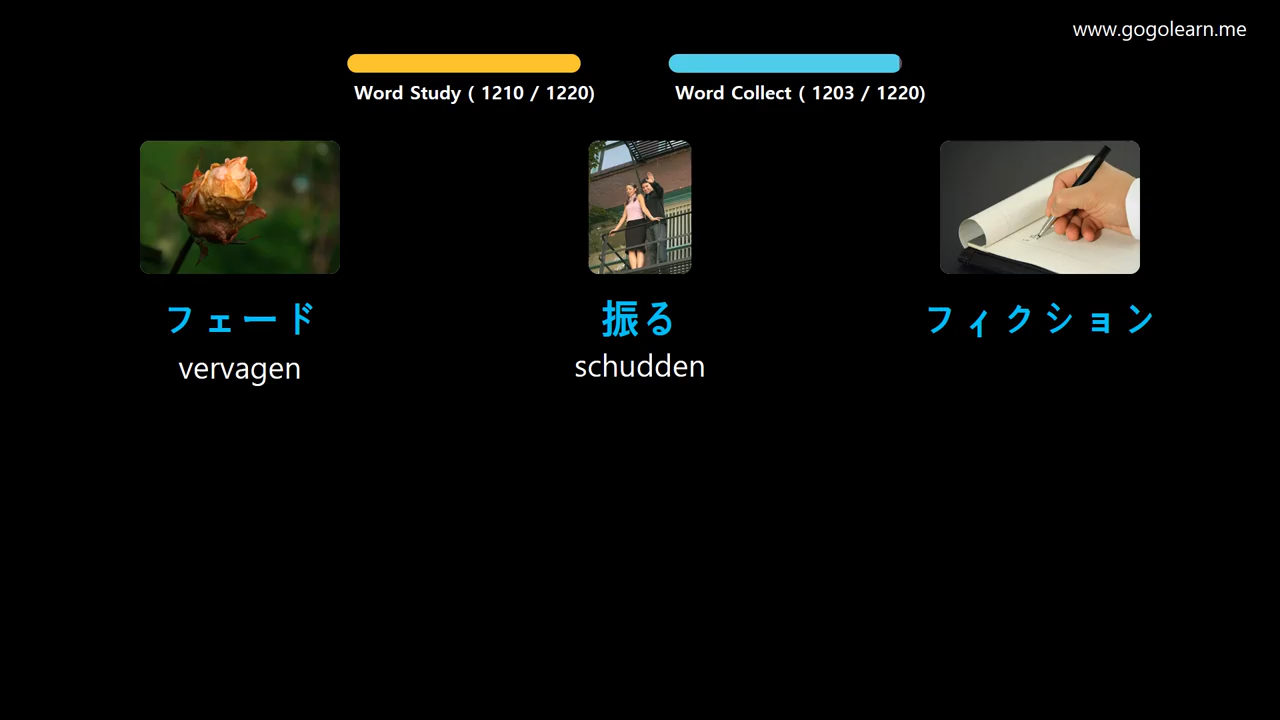 www.gogolearn.me
Word Study ( 1210 / 1220)
Word Collect ( 1203 / 1220)
フェード
振る
フィクション
vervagen
schudden